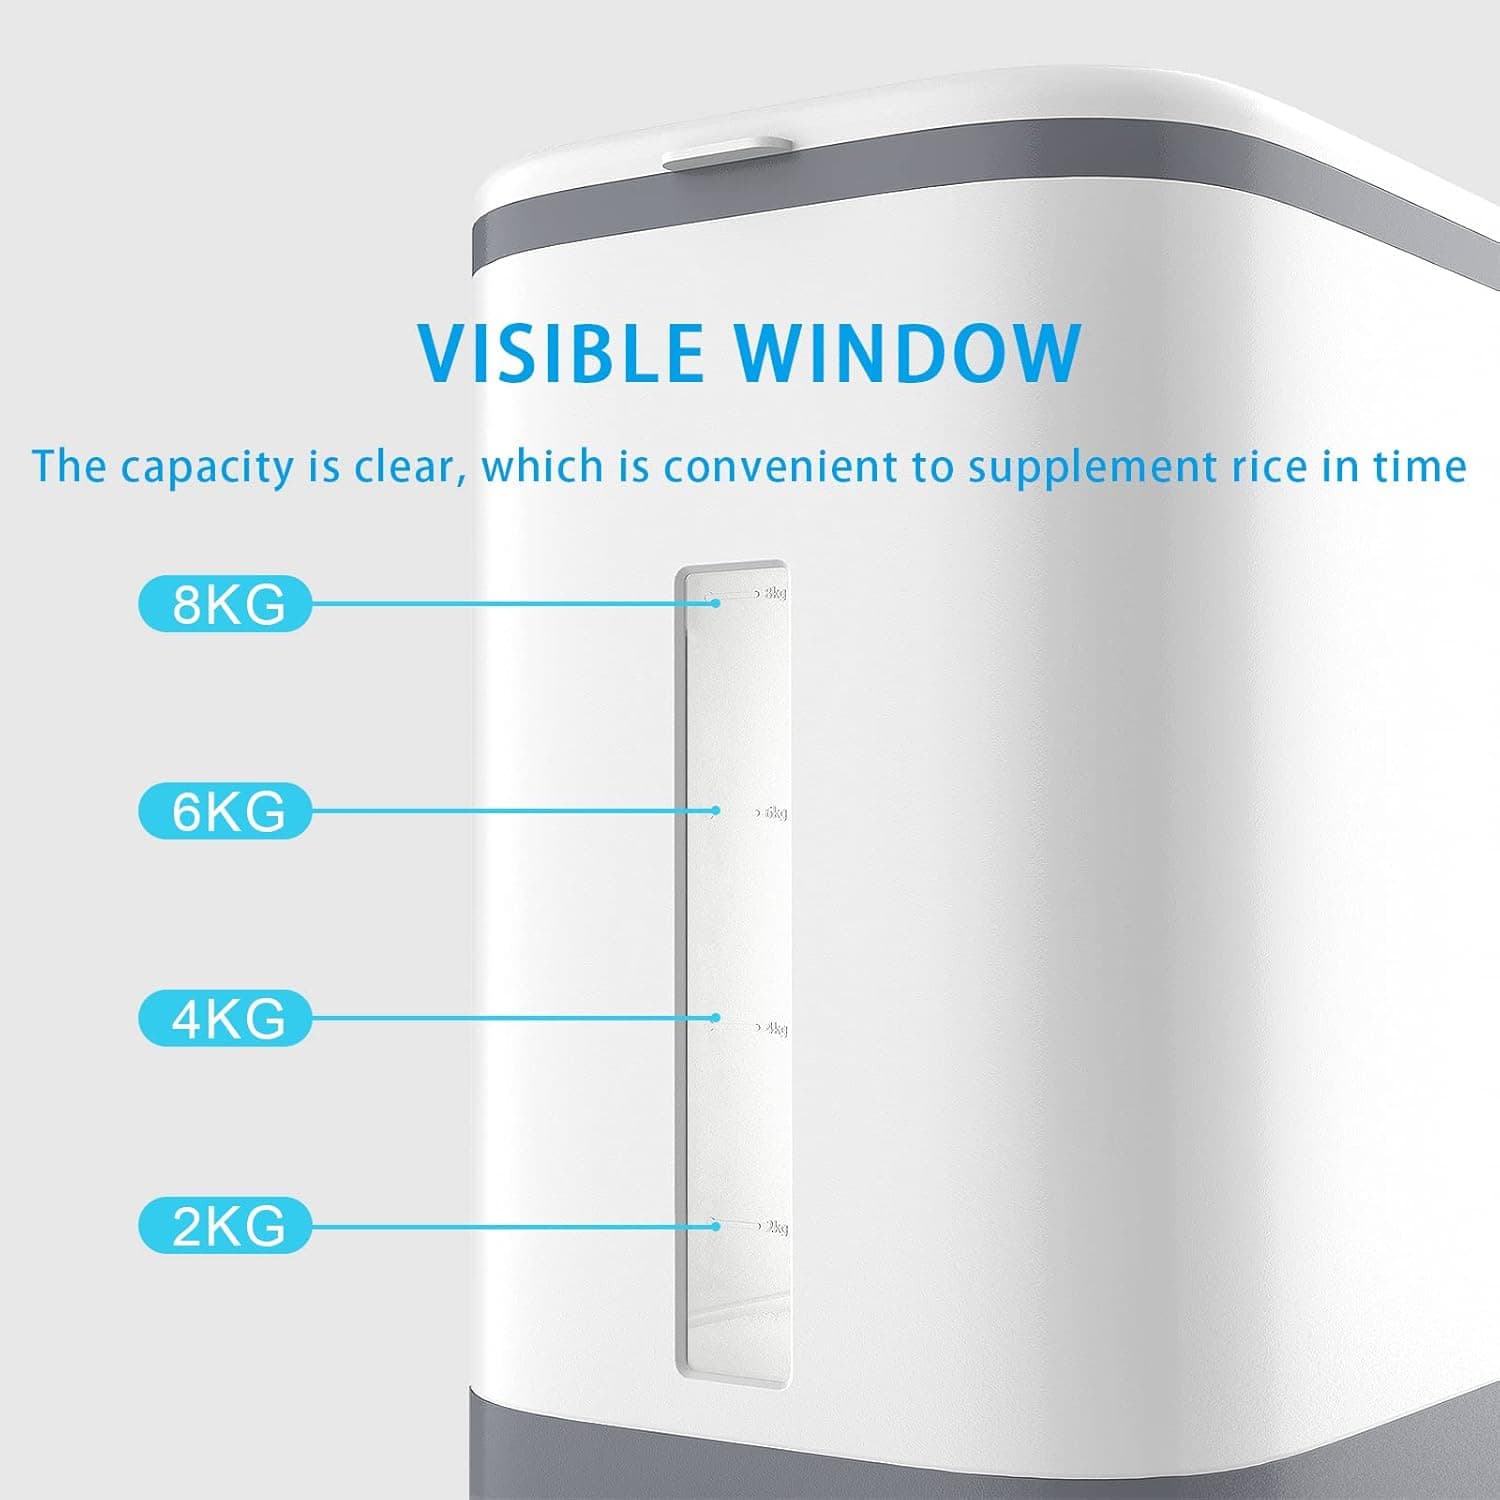 VISIBLE WINDOW
The capacity is clear, which is convenient to supplement rice in time
8KG
8kg
6KG
6kg
4KG
4kg
2KG
2kg